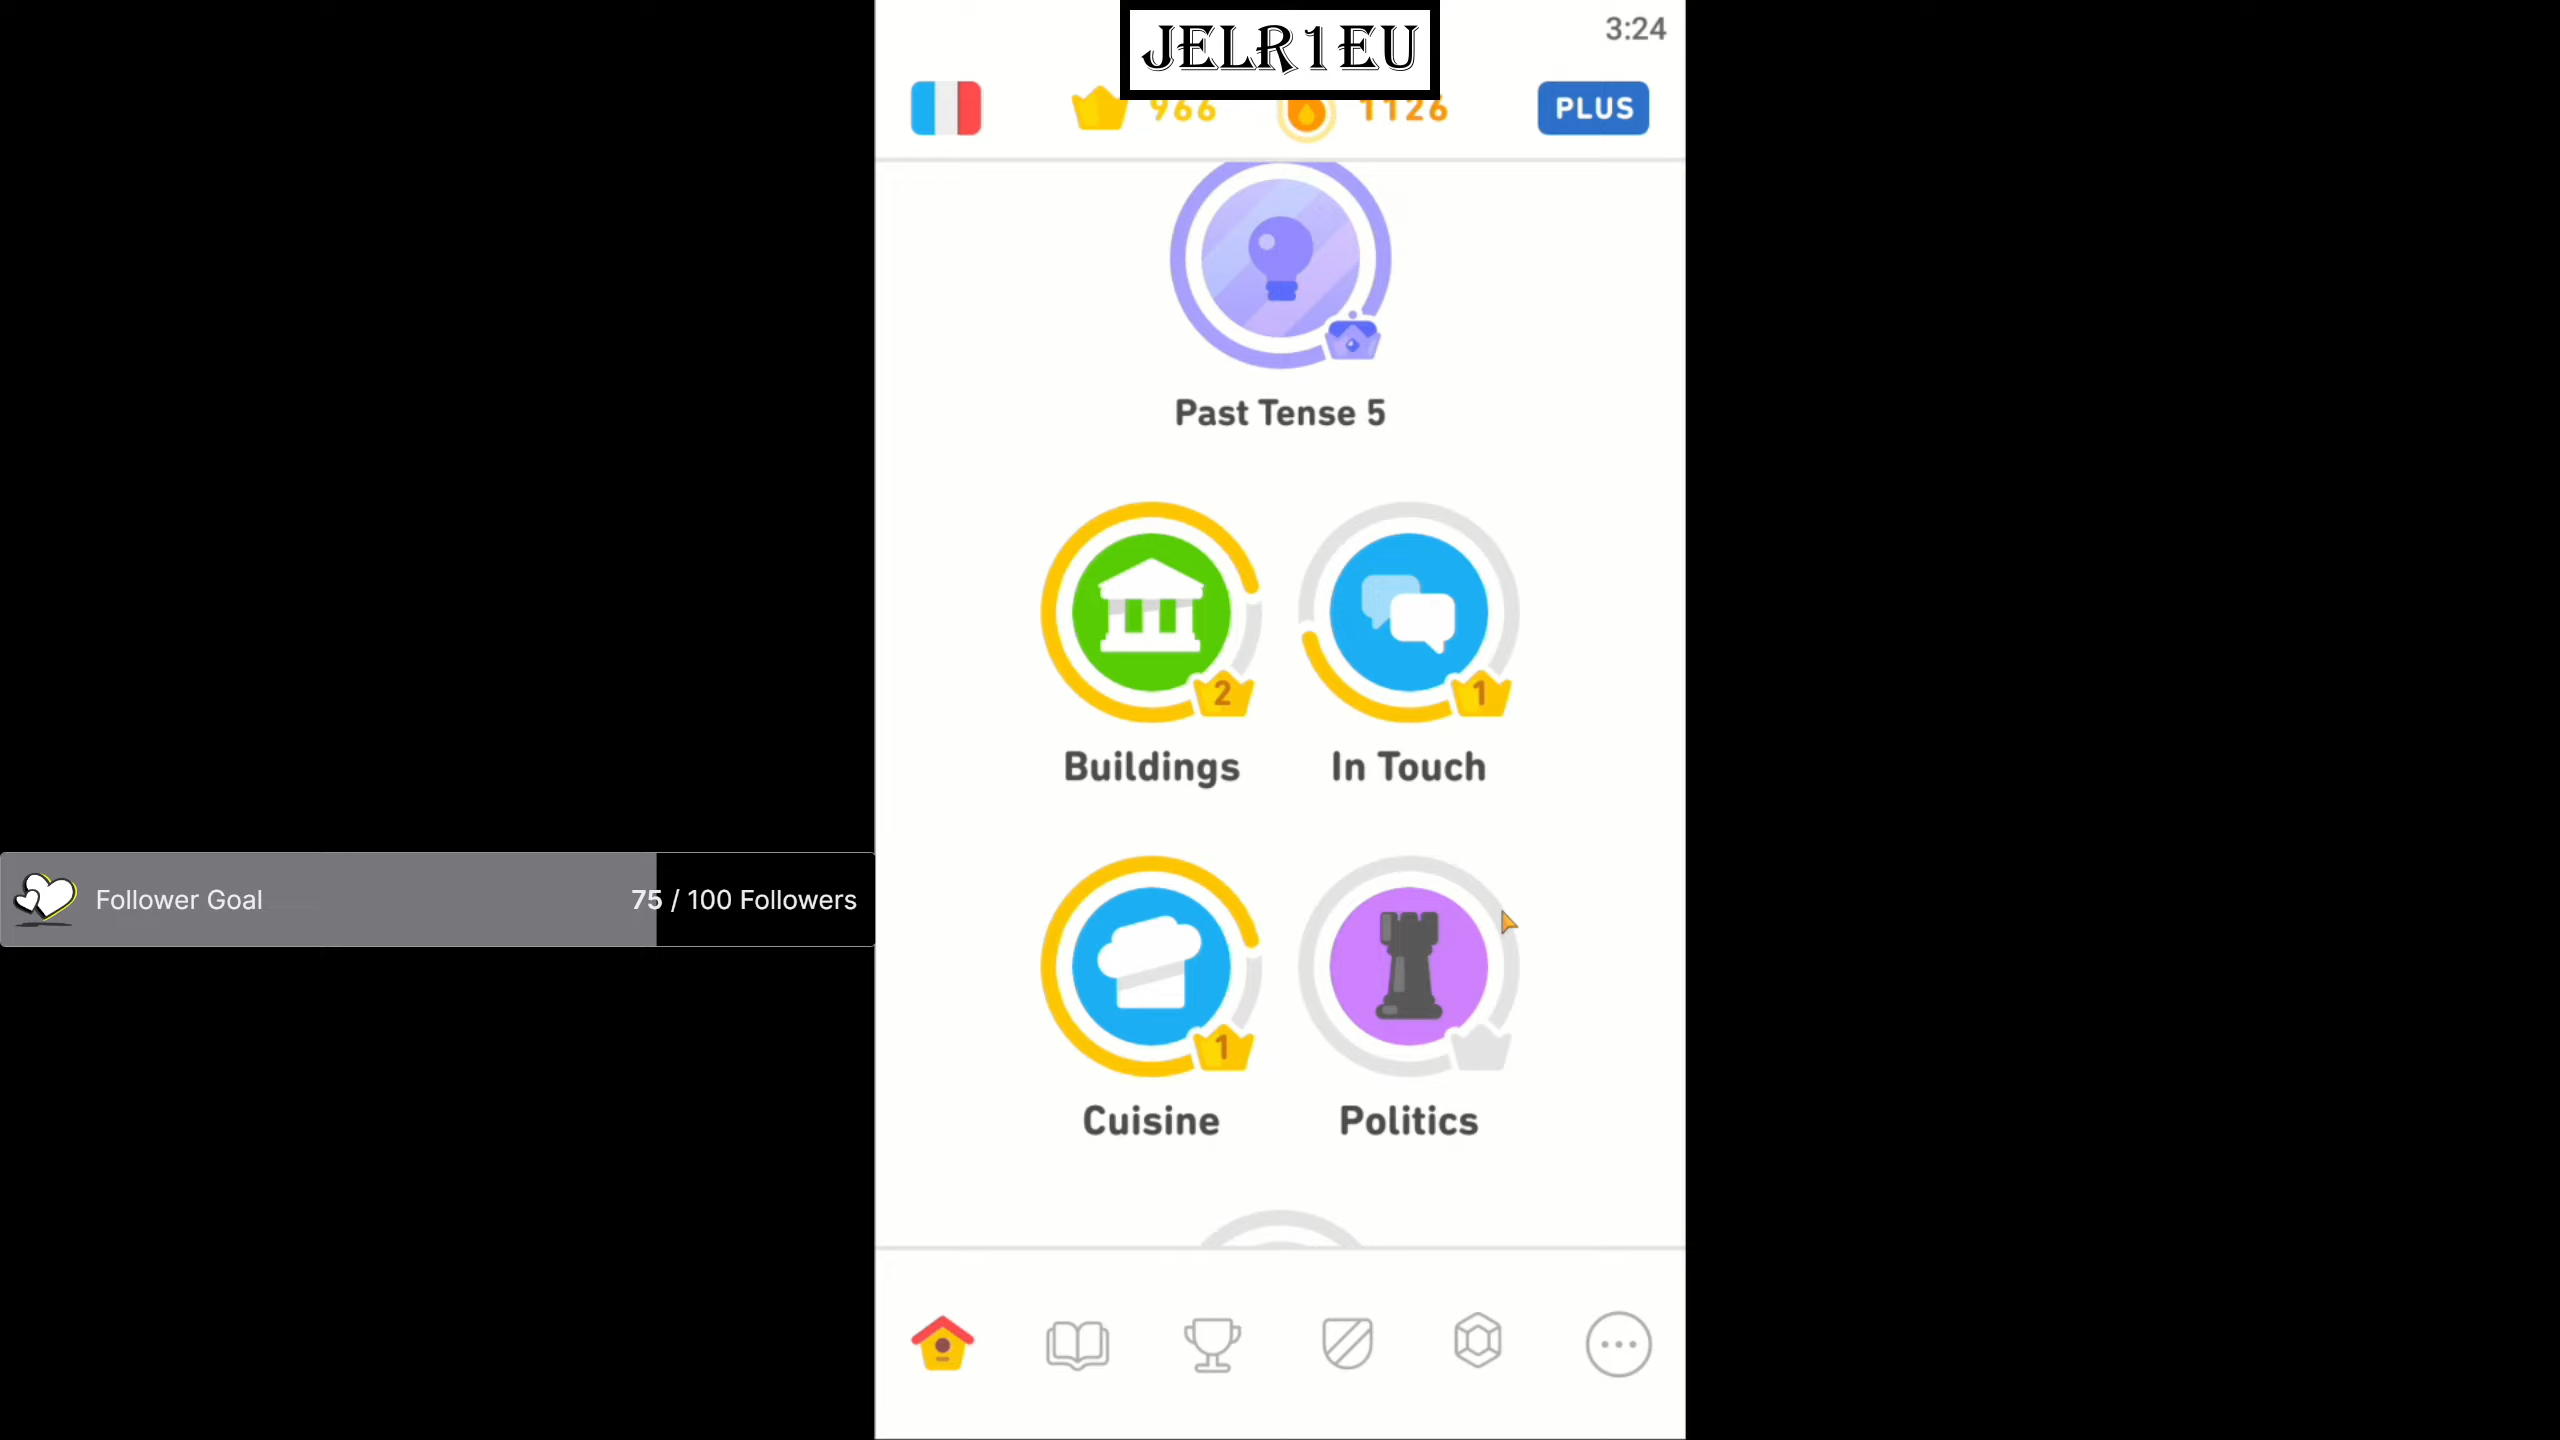 JELR1EU
3:24
966
1126
PLUS
Past Tense 5
2
1
Buildings
In Touch
Follower Goal
75 / 100 Followers
1
Cuisine
Politics